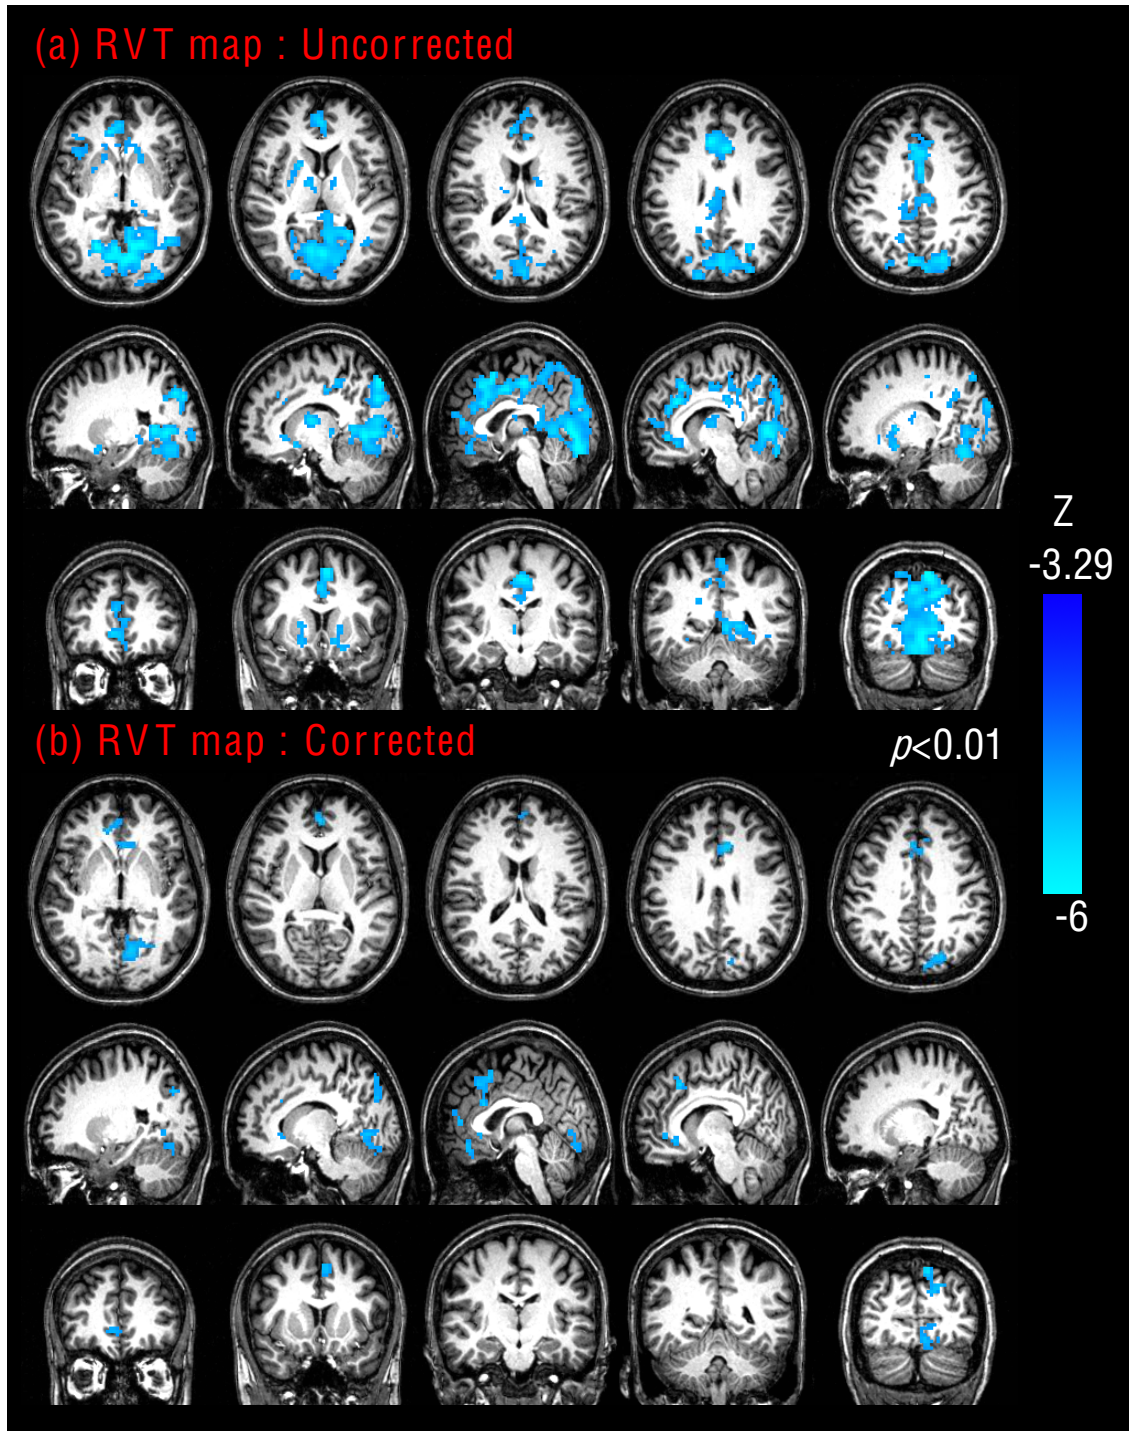 (a) RVT map : Uncorrected
Z
-3.29
-6
(b) RVT map : Corrected
p<0.01